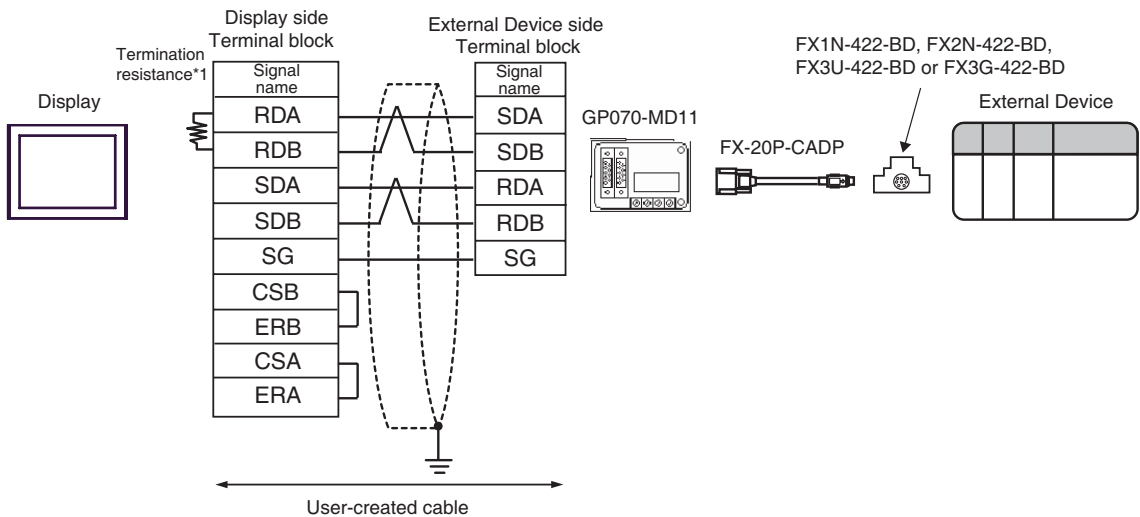 Display
Termination
resistance*1
Display side
Terminal block
Signal
name
RDA
RDB
SDA
SDB
SG
CSB
ERB
CSA
ERA
External Device side
Terminal block
Signal
name
SDA
SDB
RDA
RDB
SG
User-created cable
GP070-MD11
FX-20P-CADP
FX1N-422-BD, FX2N-422-BD,
FX3U-422-BD or FX3G-422-BD
External Device